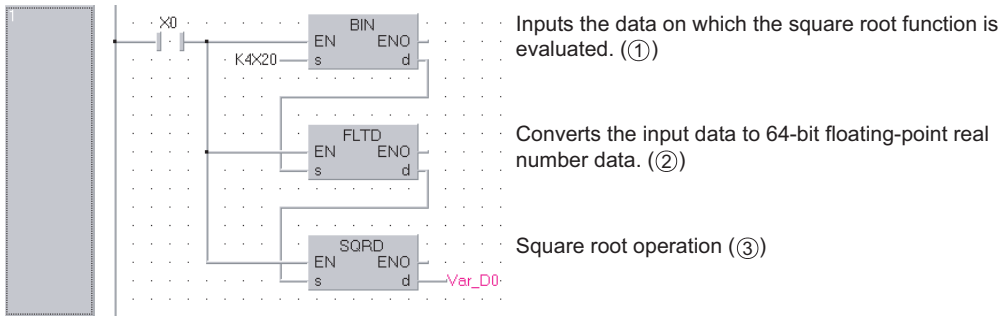 1
X0
BIN
EN ENO
K4X20 s d
Inputs the data on which the square root function is
evaluated. (①)
FLTD
EN ENO
s d
Converts the input data to 64-bit floating-point real
number data. (②)
SQRD
EN ENO
s d Var_D0
Square root operation (③)